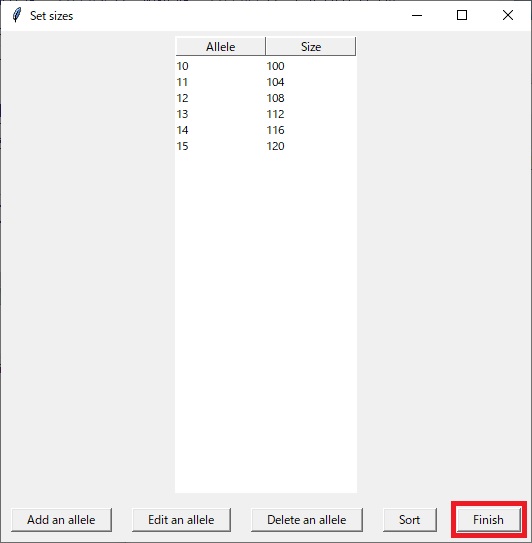 Set sizes
Allele Size
10 100
11 104
12 108
13 112
14 116
15 120
Add an allele Edit an allele Delete an allele Sort Finish